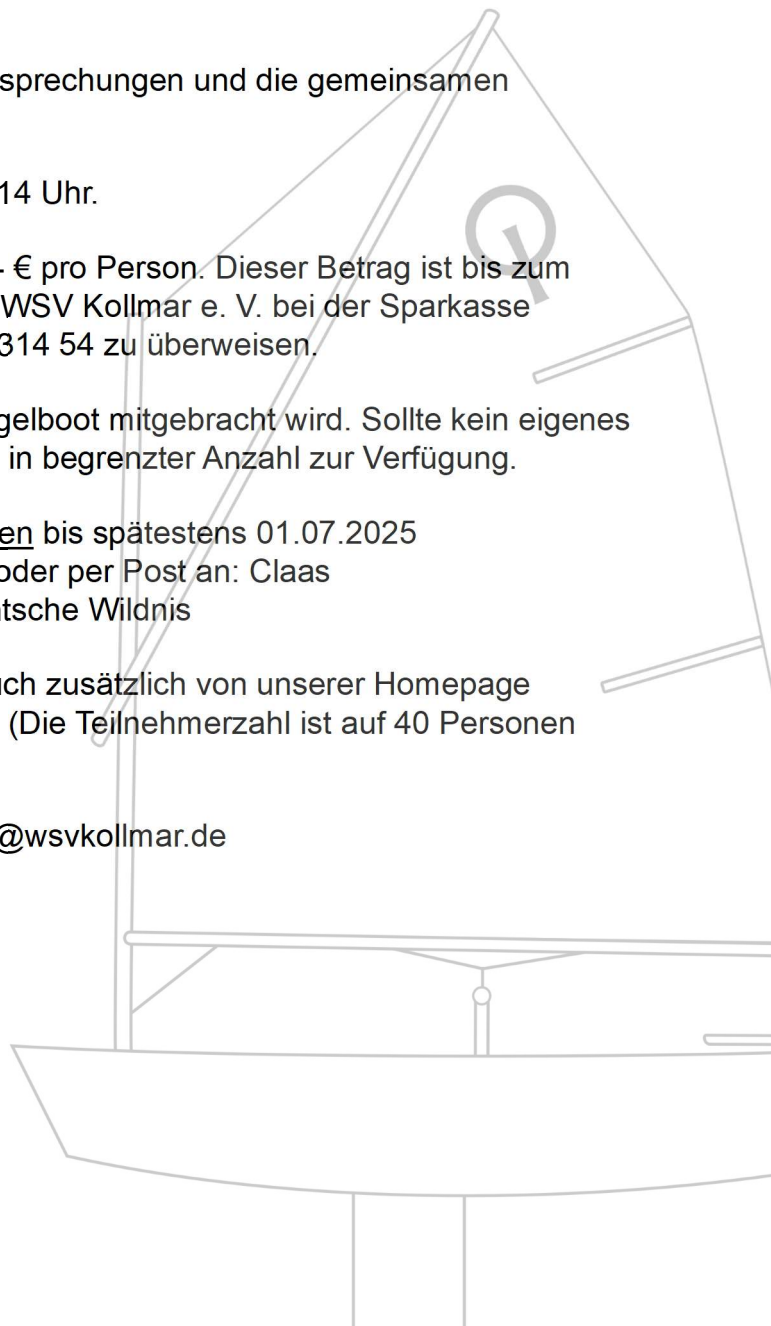 sprechungen und die gemeinsamen
14 Uhr.
- € pro Person. Dieser Betrag ist bis zum
WSV Kollmar e. V. bei der Sparkasse
314 54 zu überweisen.
gelboot mitgebracht wird. Sollte kein eigenes
in begrenzter Anzahl zur Verfügung.
en bis spätestens 01.07.2025
oder per Post an: Claas
tsche Wildnis
uch zusätzlich von unserer Homepage
(Die Teilnehmerzahl ist auf 40 Personen
@wsvkollmar.de